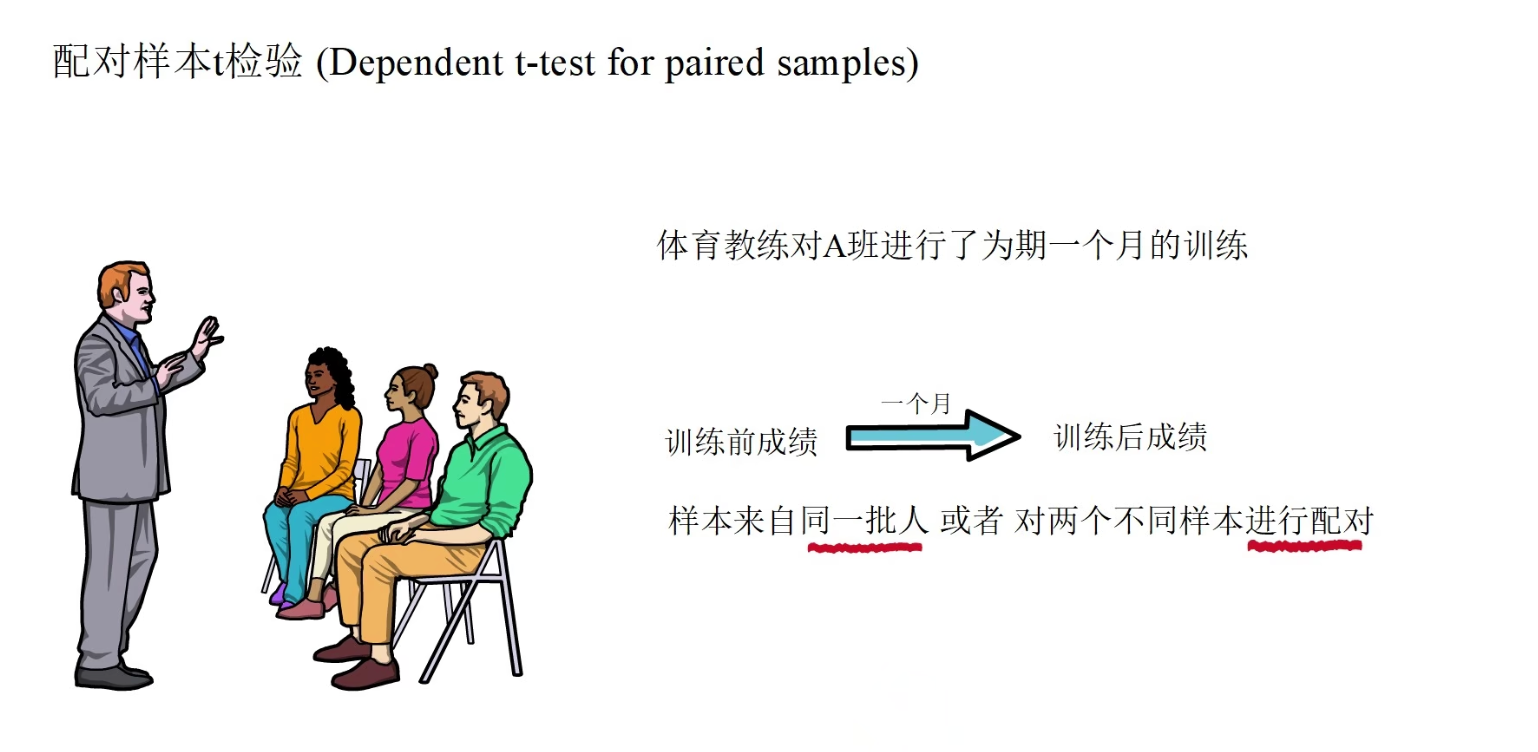 配对样本t检验 (Dependent t-test for paired samples)
体育教练对A班进行了为期一个月的训练
一个月
训练前成绩
训练后成绩
样本来自同一批人 或者 对两个不同样本进行配对